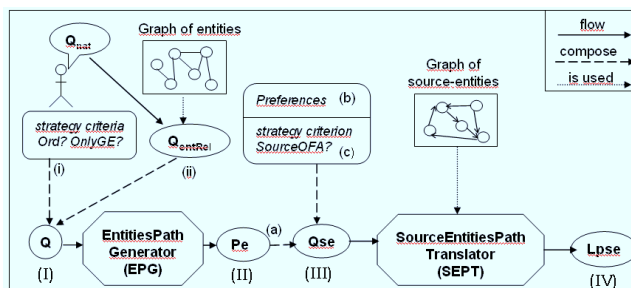 Graph of entities
Qnat
strategy criteria
Ord? OnlyGE?
(i)
QentRel
(ii)
Preferences (b)
strategy criterion
SourceOFA?
(c)
Graph of
source-entities
flow
compose
is used
Q
(I)
EntitiesPath
Generator
(EPG)
Pe
(II)
(a)
Qse
(III)
SourceEntitiesPath
Translator
(SEPT)
Lpse
(IV)